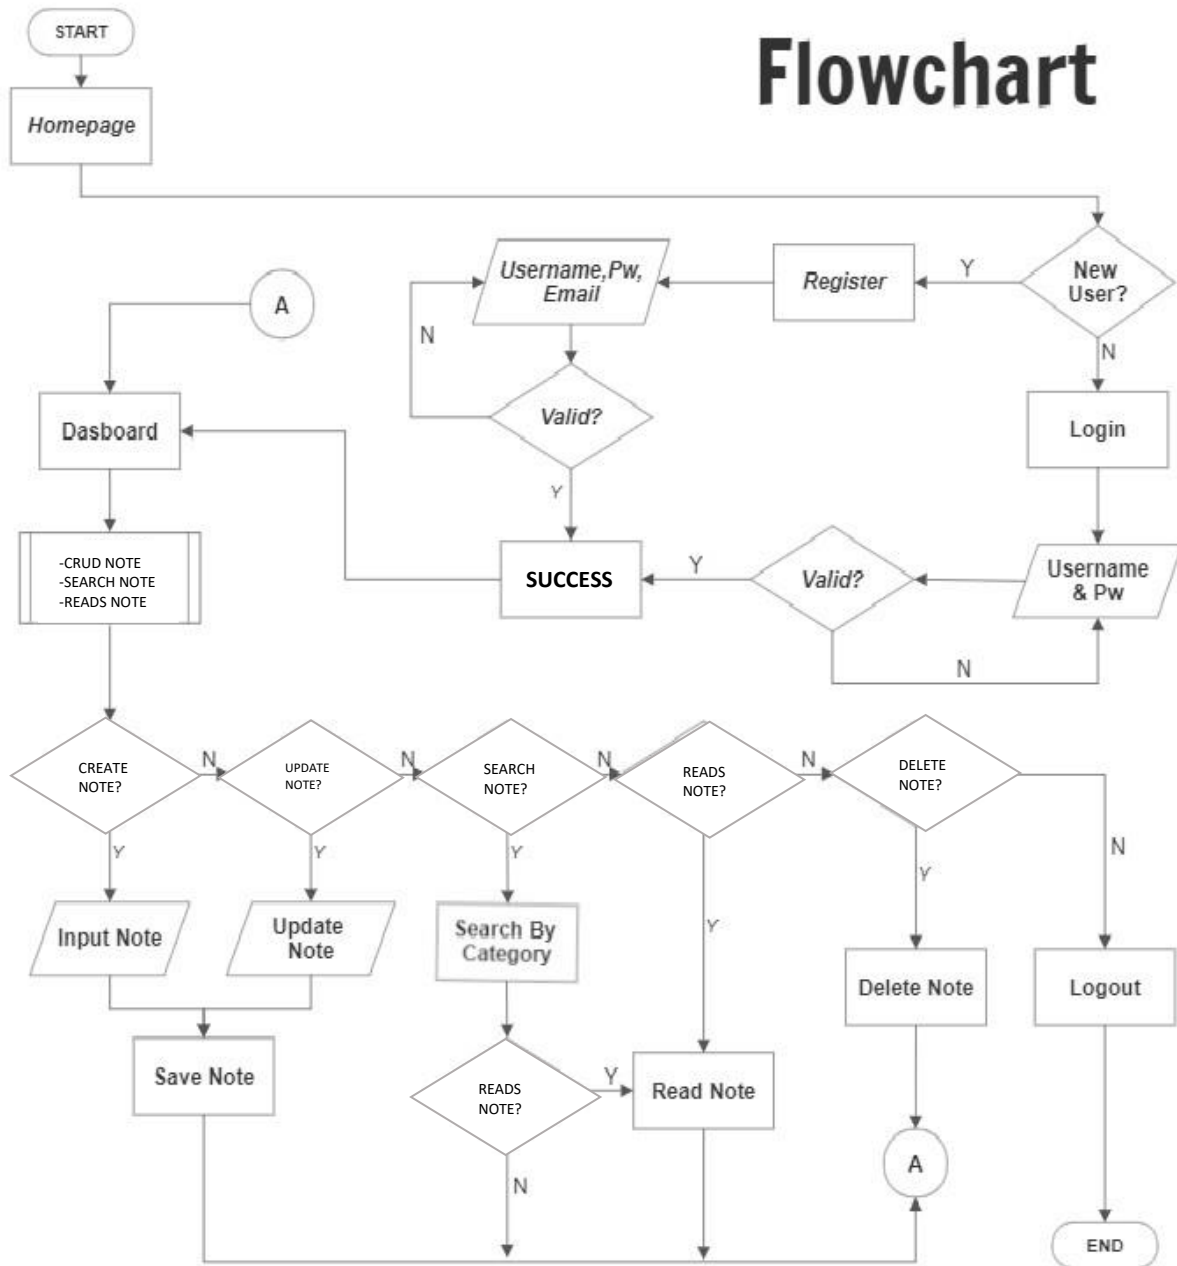 START
Flowchart
Homepage
New
User?
Y
Register
Username,Pw,
Email
N
N
A
Valid?
Dasboard
Login
Y
-CRUD NOTE
-SEARCH NOTE
-READS NOTE
SUCCESS
Y
Valid?
Username
& Pw
N
CREATE
NOTE?
N
UPDATE
NOTE?
N
SEARCH
NOTE?
N
READS
NOTE?
N
DELETE
NOTE?
N
Y
Y
Y
Y
Y
Input Note
Update
Note
Search By
Category
Delete Note
Logout
Save Note
READS
NOTE?
Y
Read Note
N
A
END